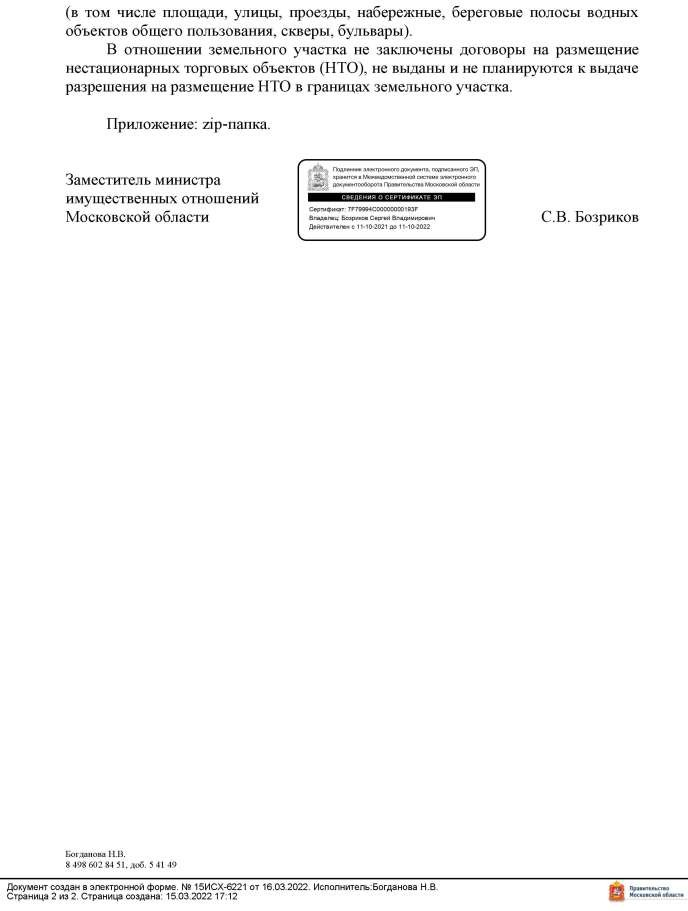 (в том числе площади, улицы, проезды, набережные, береговые полосы водных
объектов общего пользования, скверы, бульвары).
В отношении земельного участка не заключены договоры на размещение
нестационарных торговых объектов (НТО), не выданы и не планируются к выдаче
разрешения на размещение НТО в границах земельного участка.
Приложение: zip-папка.
Заместитель министра
имущественных отношений
Московской области
Подлинник электронного документа, подписанного ЭП,
хранится в Межведомственной системе электронного
документооборота Правительства Московской области
СВЕДЕНИЯ О СЕРТИФИКАТЕ ЭП
Сертификат: 7F79994C00000000193F
Владелец: Бозриков Сергей Владимирович
Действителен с 11-10-2021 до 11-10-2022
С.В. Бозриков
Богданова Н.В.
8 498 602 84 51, доб. 5 41 49
Документ создан в электронной форме. № 15ИСХ-6221 от 16.03.2022. Исполнитель:Богданова Н.В.
Страница 2 из 2. Страница создана: 15.03.2022 17:12
Правительство
Московской области